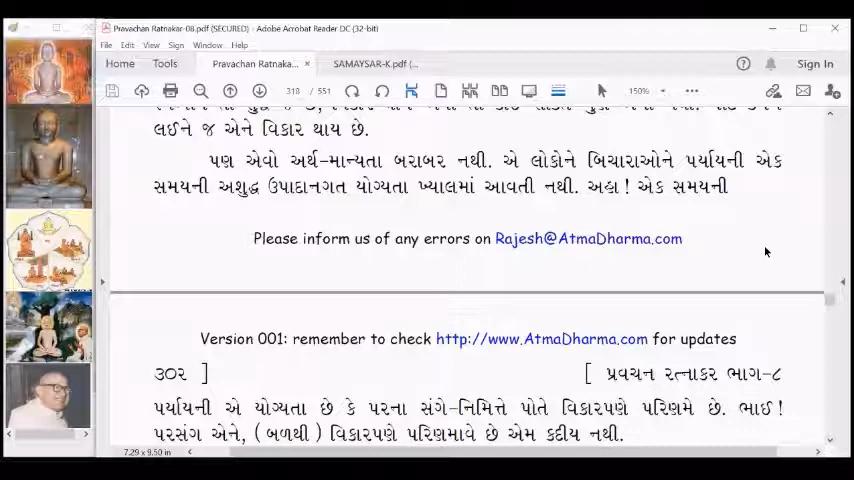 Pravachan Ratnakar-08.pdf (SECURED) - Adobe Acrobat Reader DC (32-bit)
File Edit View Sign Window Help
Home Tools Pravachan Ratnaka... × SAMAYSAR-K.pdf (... Sign In
318 / 551 150%
લઈને જ એને વિકાર થાય છે.
પણ એવો અર્થ-માન્યતા બરાબર નથી. એ લોકોને બિચારાઓને પર્યાયની એક
સમયની અશુદ્ધ ઉપાદાનગત યોગ્યતા ખ્યાલમાં આવતી નથી. અહા! એક સમયની
Please inform us of any errors on Rajesh@AtmaDharma.com
Version 001: remember to check http://www.AtmaDharma.com for updates
૩૦૨ ] [ પ્રવચન રત્નાકર ભાગ-૮
પર્યાયની એ યોગ્યતા છે કે પરના સંગે-નિમિત્તે પોતે વિકારપણે પરિણમે છે. ભાઈ!
પરસંગ એને, (બળથી) વિકારપણે પરિણમાવે છે એમ કદીય નથી.
7.29 x 9.50 in